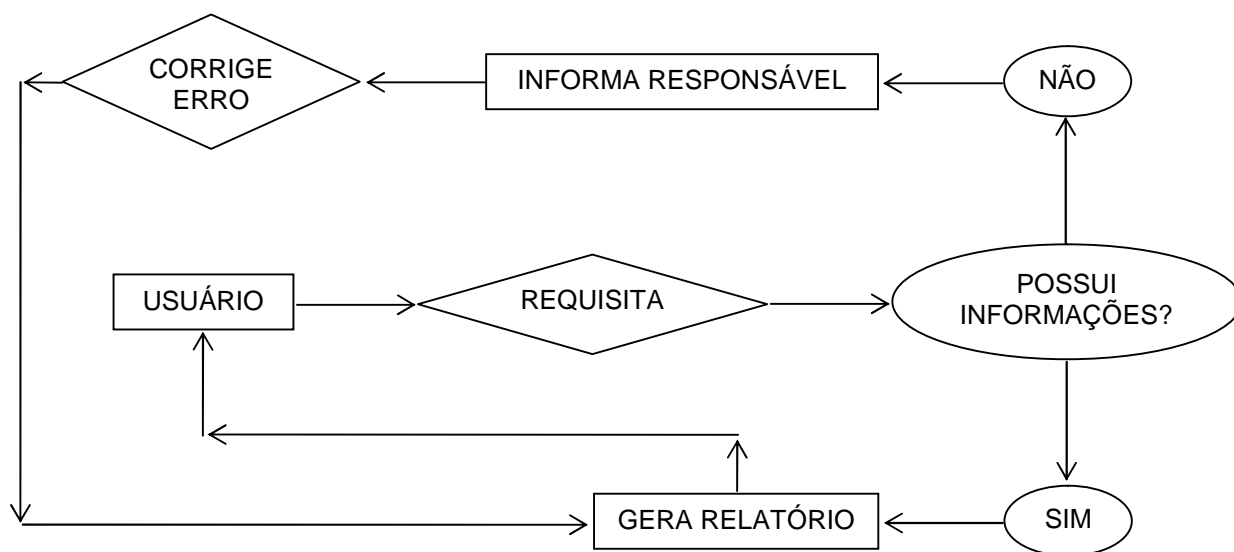 CORRIGE
ERRO
INFORMA RESPONSÁVEL
NÃO
USUÁRIO
REQUISITA
POSSUI
INFORMAÇÕES?
GERA RELATÓRIO
SIM